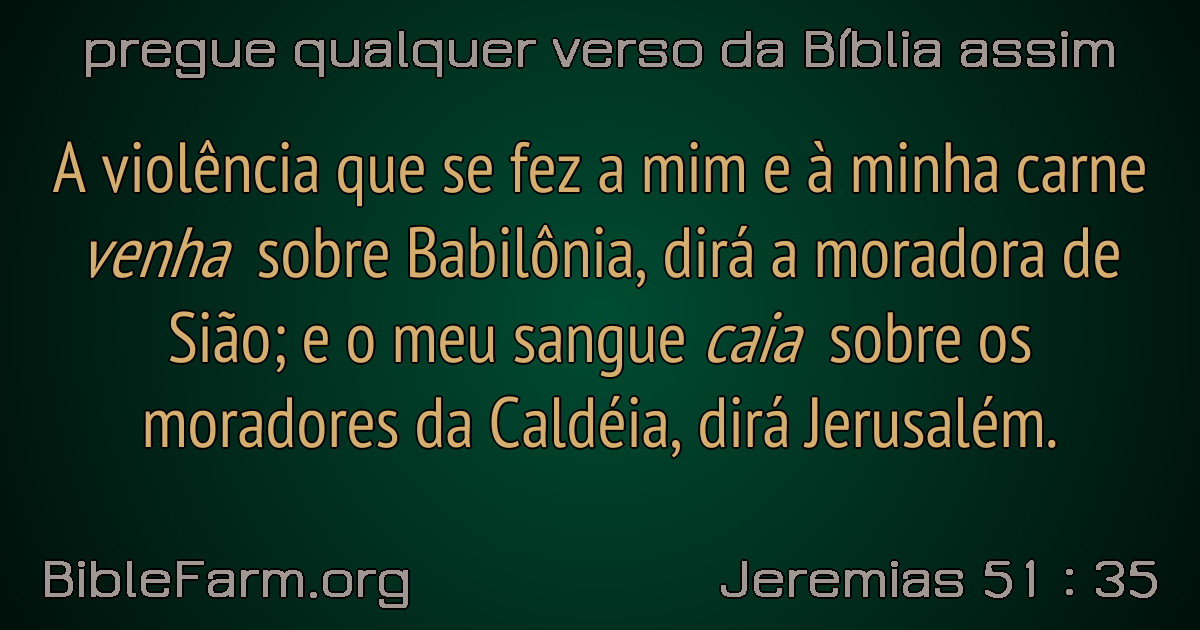 pregue qualquer verso da Bíblia assim
A violência que se fez a mim e à minha carne
venha sobre Babilônia, dirá a moradora de
Sião; e o meu sangue caia sobre os
moradores da Caldéia, dirá Jerusalém.
BibleFarm.org
Jeremias 51 : 35